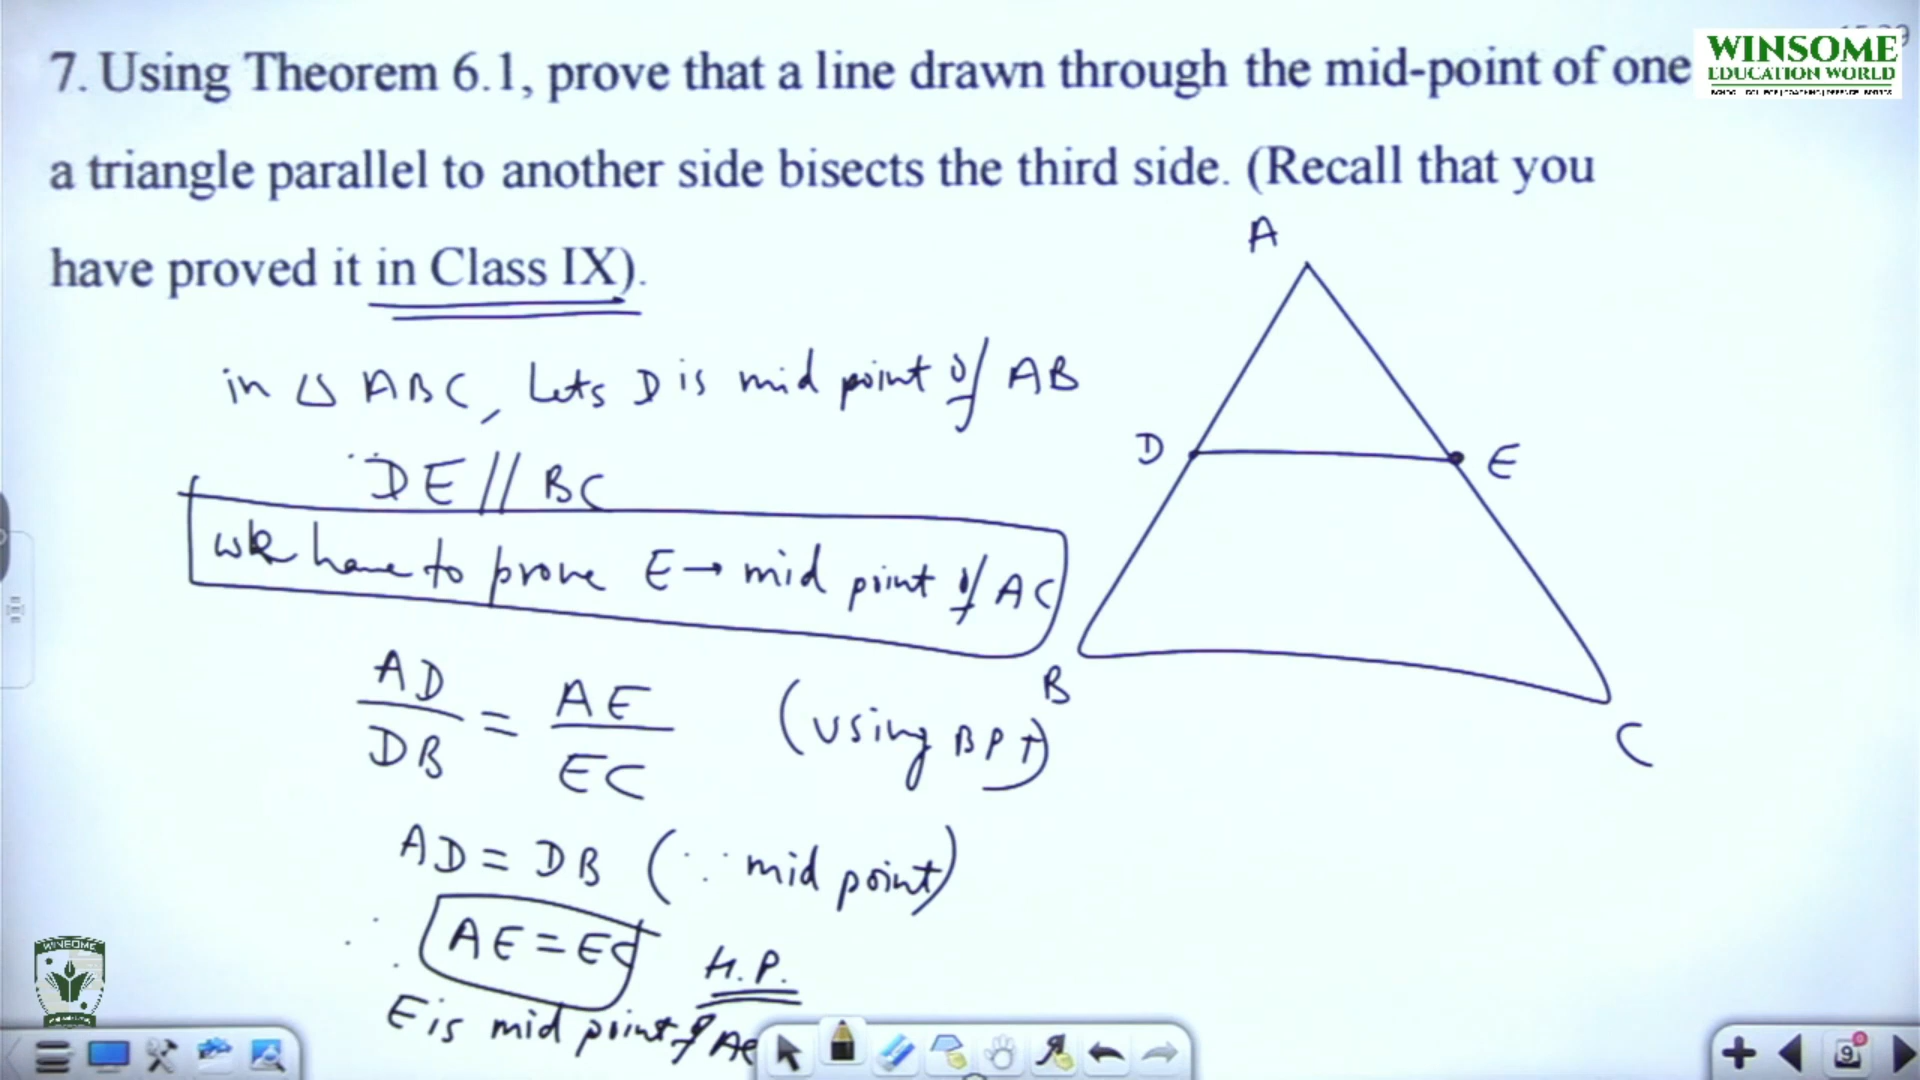 7. Using Theorem 6.1, prove that a line drawn through the mid-point of one
WINSOME
EDUCATION WORLD
a triangle parallel to another side bisects the third side. (Recall that you
have proved it in Class IX).
in △ ABC, Lets D is mid point of AB
DE // BC
we have to prove E → mid point of AC
AD/DB = AE/EC (using BPT)
AD = DB (∵ mid point)
∴ AE = EC H.P.
E is mid point of AC
A
D
E
B
C
WINSOME
9